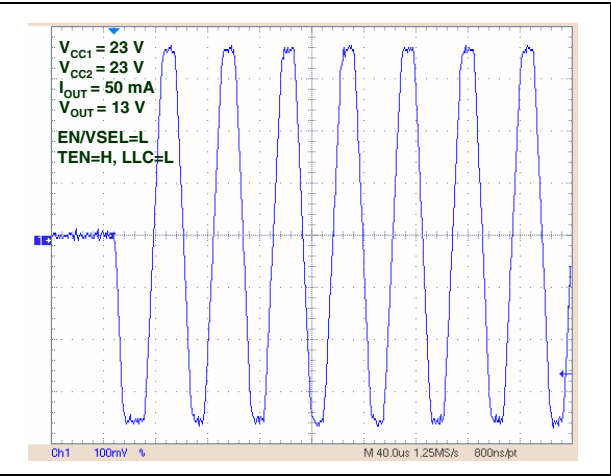 VCC1 = 23 V
VCC2 = 23 V
IOUT = 50 mA
VOUT = 13 V
EN/VSEL=L
TEN=H, LLC=L
1
Ch1 100mV M 40.0us 1.25MS/s 800ns/pt